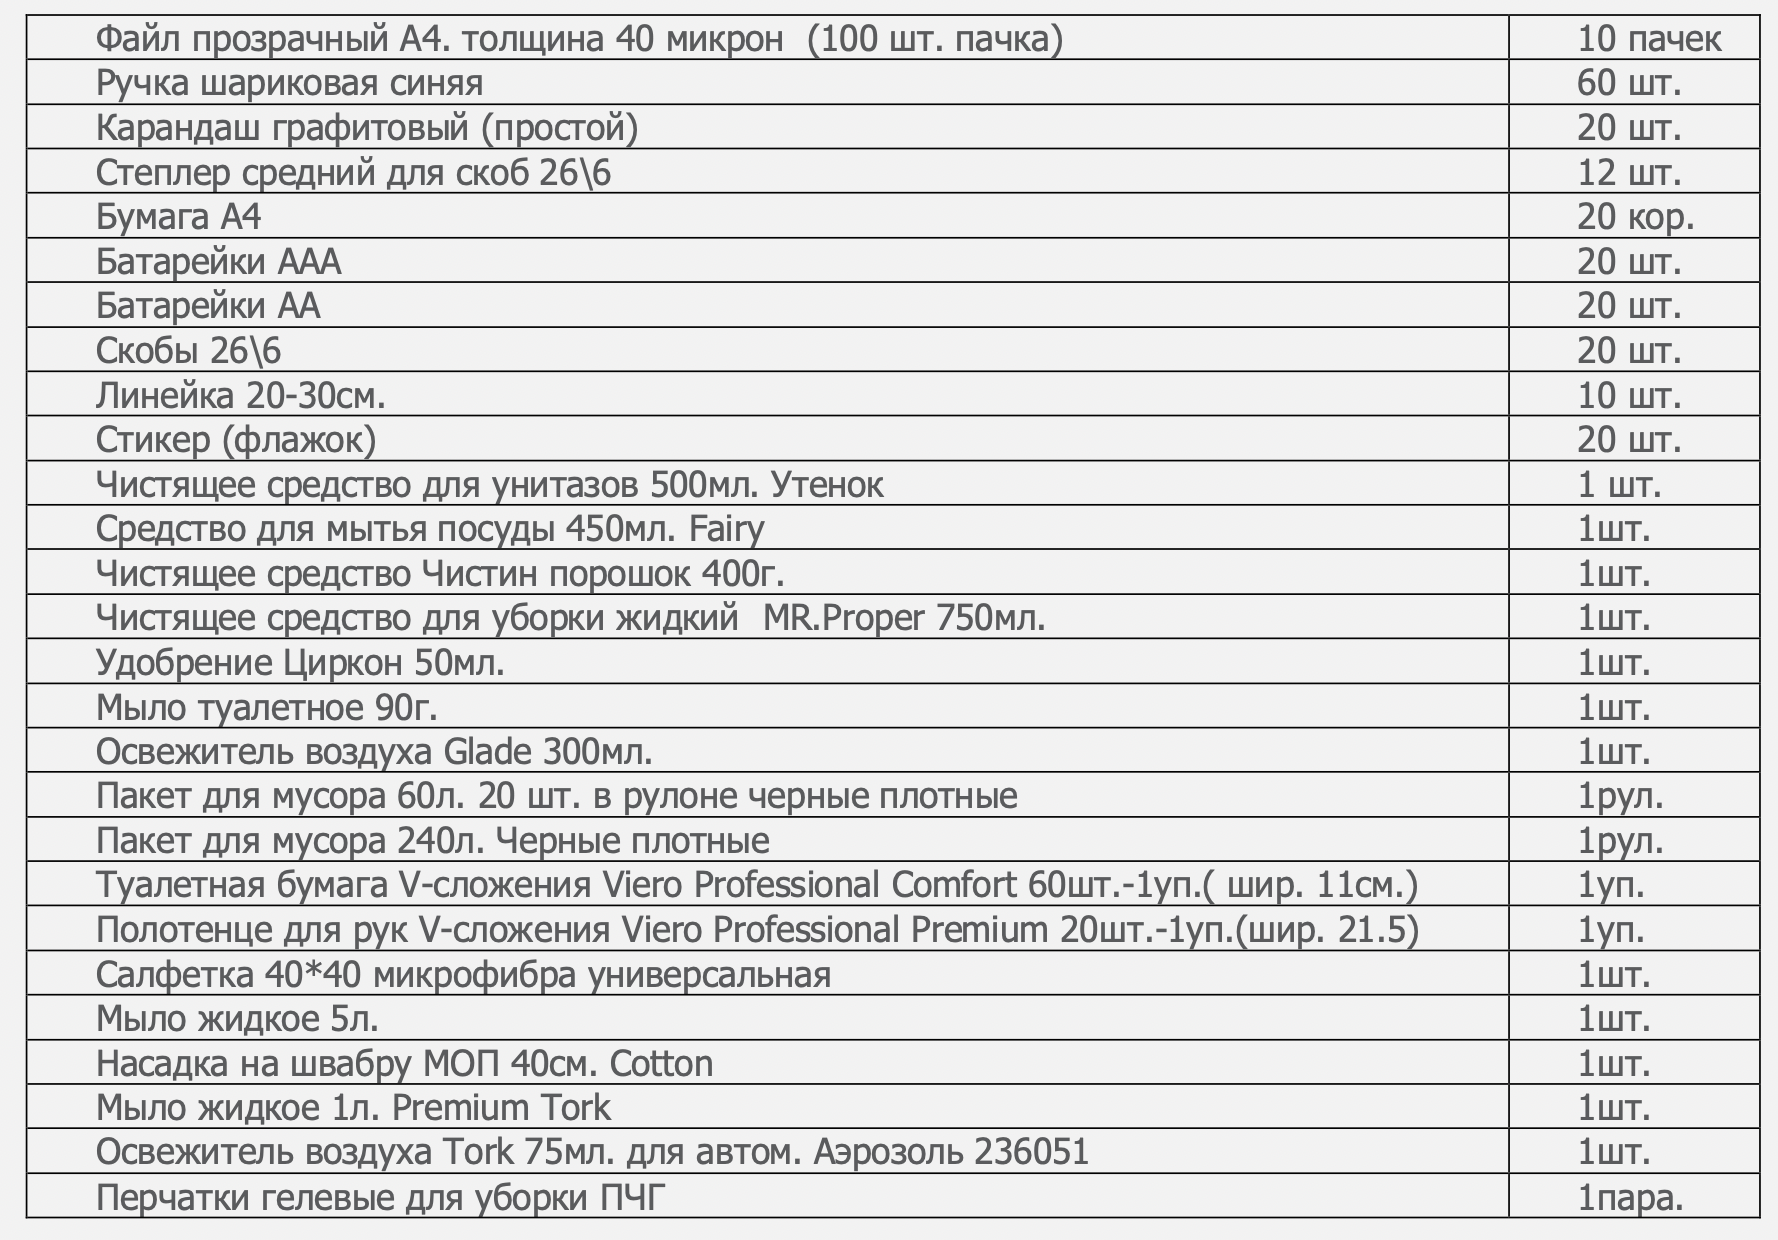 Файл прозрачный А4. толщина 40 микрон  (100 шт. пачка) 10 пачек
Ручка шариковая синяя 60 шт.
Карандаш графитовый (простой) 20 шт.
Степлер средний для скоб 26\6 12 шт.
Бумага А4 20 кор.
Батарейки ААА 20 шт.
Батарейки АА 20 шт.
Скобы 26\6 20 шт.
Линейка 20-30см. 10 шт.
Стикер (флажок) 20 шт.
Чистящее средство для унитазов 500мл. Утенок 1 шт.
Средство для мытья посуды 450мл. Fairy 1шт.
Чистящее средство Чистин порошок 400г. 1шт.
Чистящее средство для уборки жидкий  MR.Proper 750мл. 1шт.
Удобрение Циркон 50мл. 1шт.
Мыло туалетное 90г. 1шт.
Освежитель воздуха Glade 300мл. 1шт.
Пакет для мусора 60л. 20 шт. в рулоне черные плотные 1рул.
Пакет для мусора 240л. Черные плотные 1рул.
Туалетная бумага V-сложения Viero Professional Comfort 60шт.-1уп.( шир. 11см.) 1уп.
Полотенце для рук V-сложения Viero Professional Premium 20шт.-1уп.(шир. 21.5) 1уп.
Салфетка 40*40 микрофибра универсальная 1шт.
Мыло жидкое 5л. 1шт.
Насадка на швабру МОП 40см. Cotton 1шт.
Мыло жидкое 1л. Premium Tork 1шт.
Освежитель воздуха Tork 75мл. для автом. Аэрозоль 236051 1шт.
Перчатки гелевые для уборки ПЧГ 1пара.